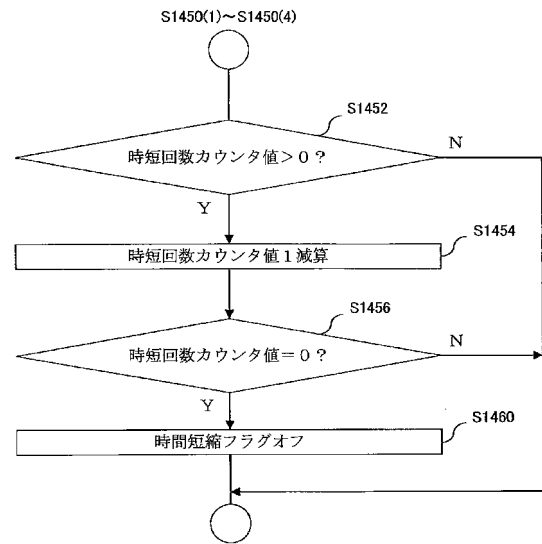 S1450(1)~S1450(4)
S1452
時短回数カウンタ値>0?
N
Y
S1454
時短回数カウンタ値1減算
S1456
時短回数カウンタ値=0?
N
Y
S1460
時間短縮フラグオフ